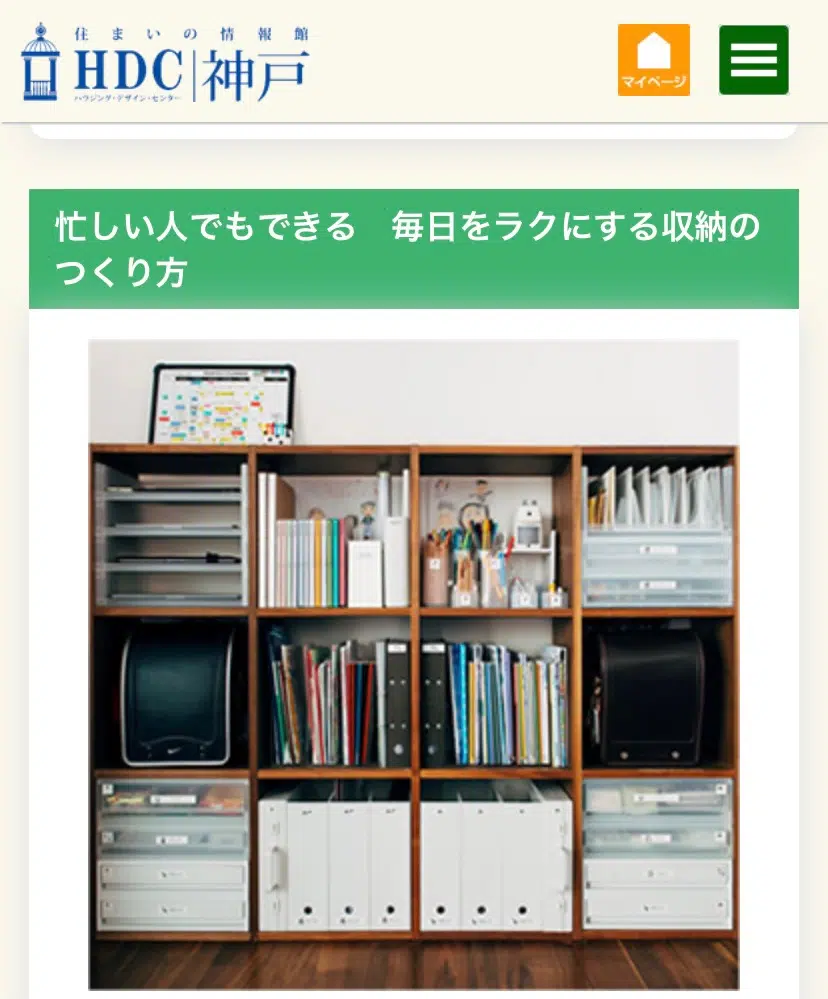 住まいの情報館
HDC 神戸
ハウジング・デザイン・センター
マイページ
忙しい人でもできる　毎日をラクにする収納の
つくり方